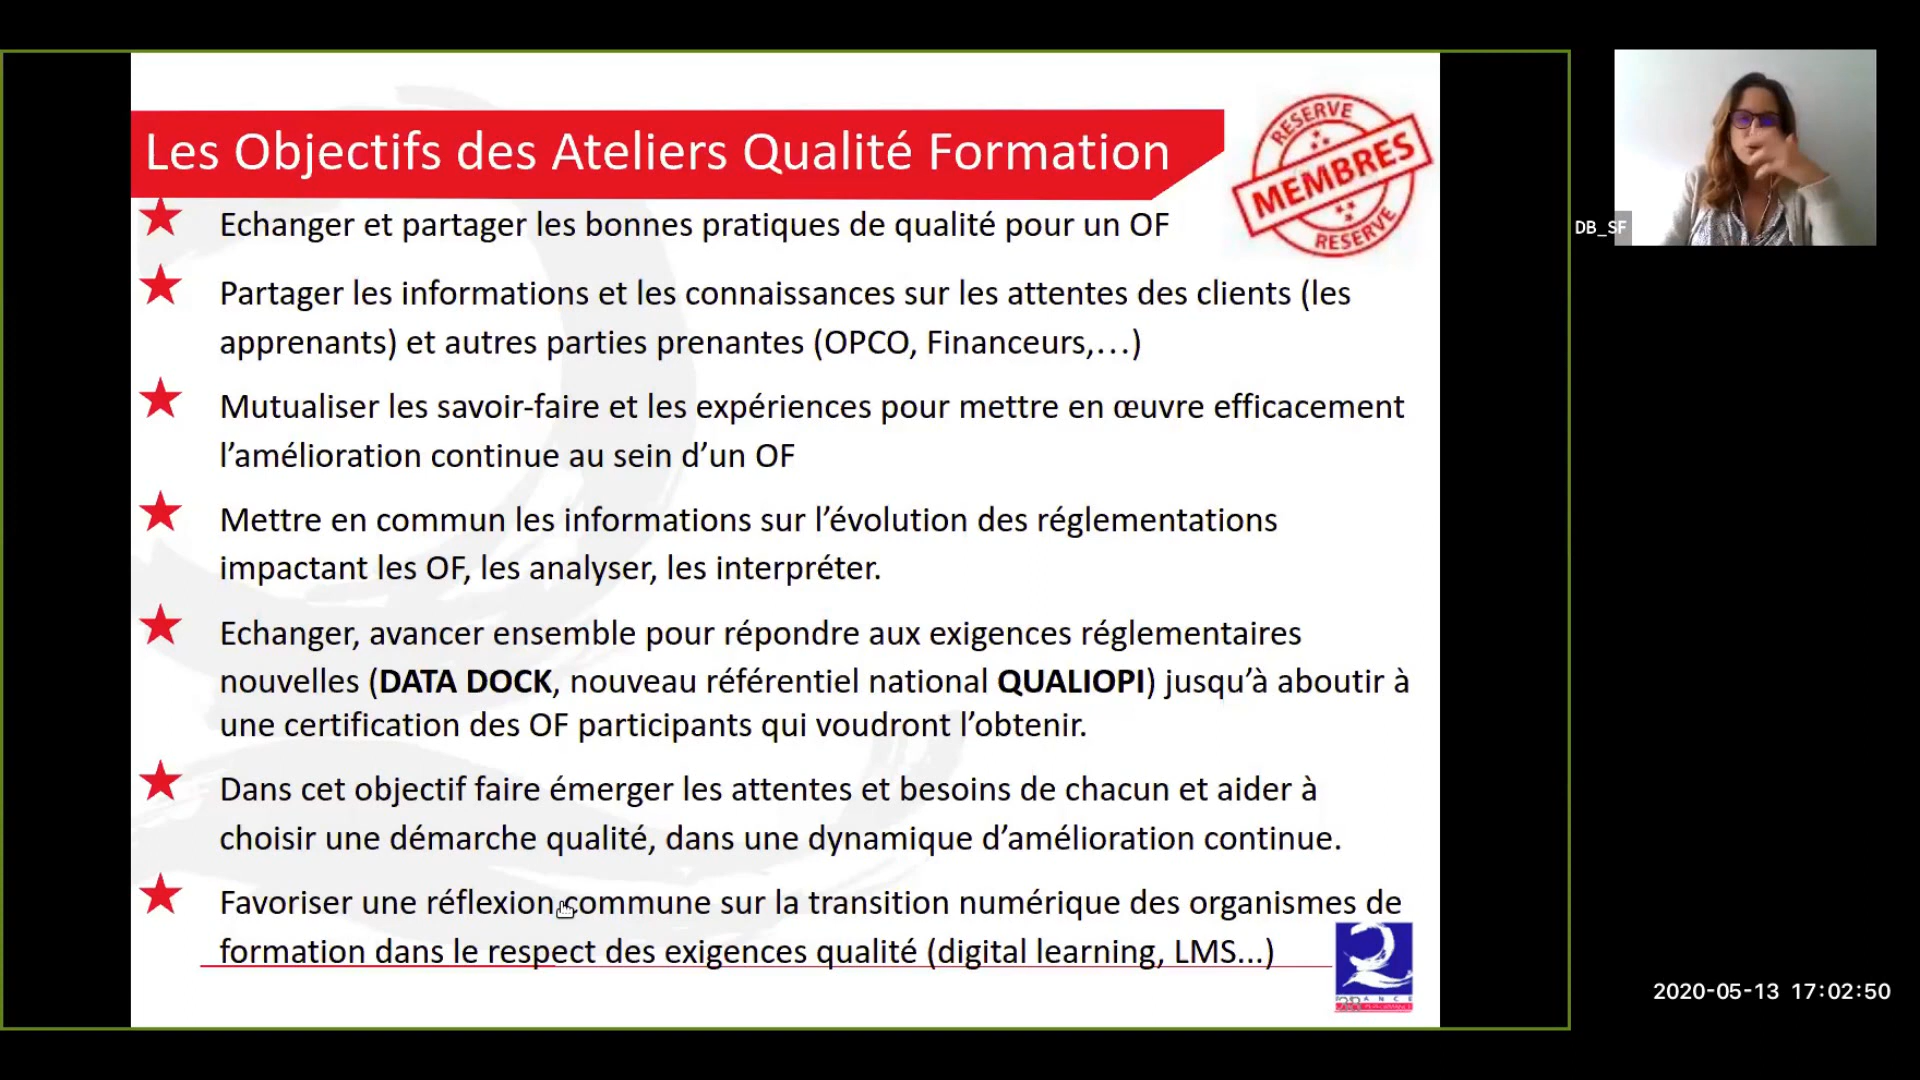 Les Objectifs des Ateliers Qualité Formation
RESERVE
MEMBRES
RESERVE
Echanger et partager les bonnes pratiques de qualité pour un OF
Partager les informations et les connaissances sur les attentes des clients (les
apprenants) et autres parties prenantes (OPCO, Financeurs,...)
Mutualiser les savoir-faire et les expériences pour mettre en œuvre efficacement
l’amélioration continue au sein d’un OF
Mettre en commun les informations sur l’évolution des réglementations
impactant les OF, les analyser, les interpréter.
Echanger, avancer ensemble pour répondre aux exigences réglementaires
nouvelles (DATA DOCK, nouveau référentiel national QUALIOPI) jusqu’à aboutir à
une certification des OF participants qui voudront l’obtenir.
Dans cet objectif faire émerger les attentes et besoins de chacun et aider à
choisir une démarche qualité, dans une dynamique d’amélioration continue.
Favoriser une réflexion commune sur la transition numérique des organismes de
formation dans le respect des exigences qualité (digital learning, LMS...)
DB_SF
2020-05-13 17:02:50